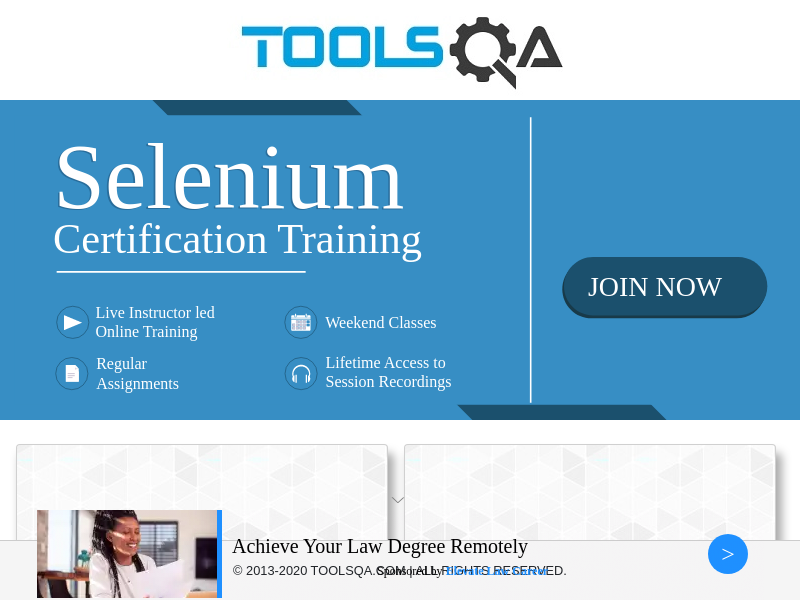 TOOLSQA
Selenium
Certification Training
Live Instructor led
Online Training
Weekend Classes
Regular
Assignments
Lifetime Access to
Session Recordings
JOIN NOW
Achieve Your Law Degree Remotely
>
© 2013-2020 TOOLSQA.COM | ALL RIGHTS RESERVED.
Sponsored by